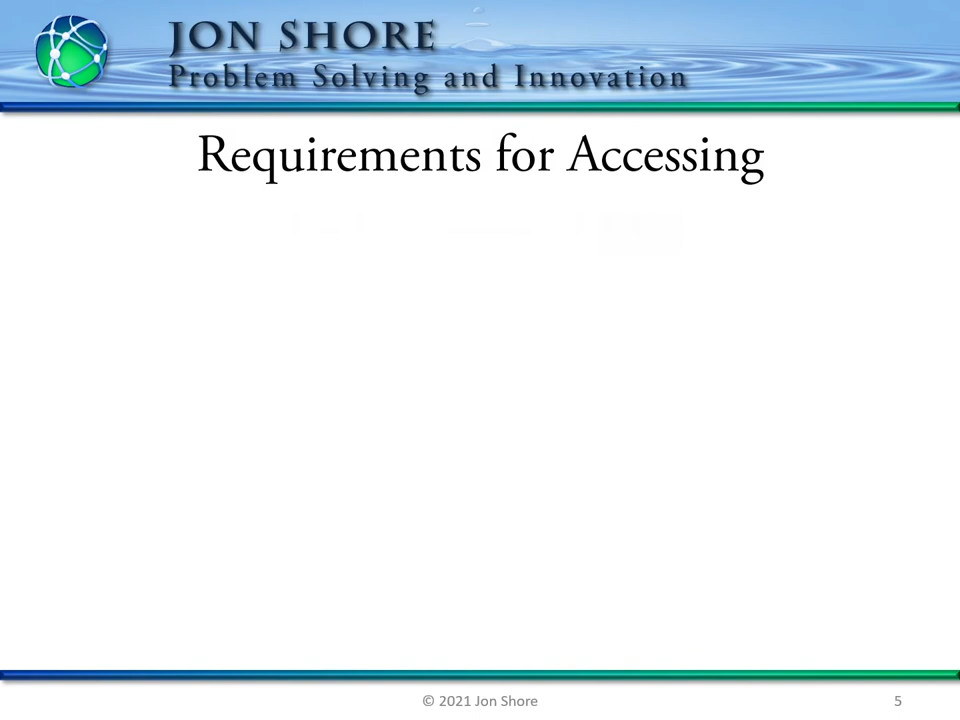 JON SHORE
Problem Solving and Innovation
Requirements for Accessing
© 2021 Jon Shore
5